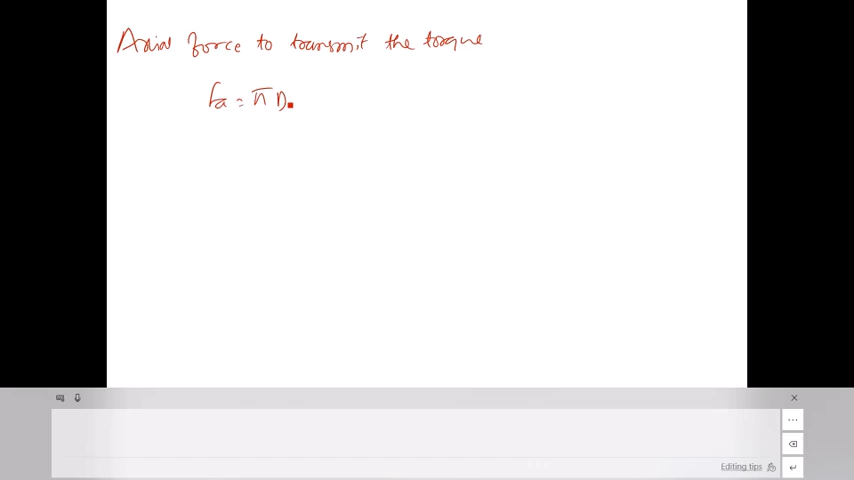 Axial force to transmit the torque
Fa = π D
Editing tips